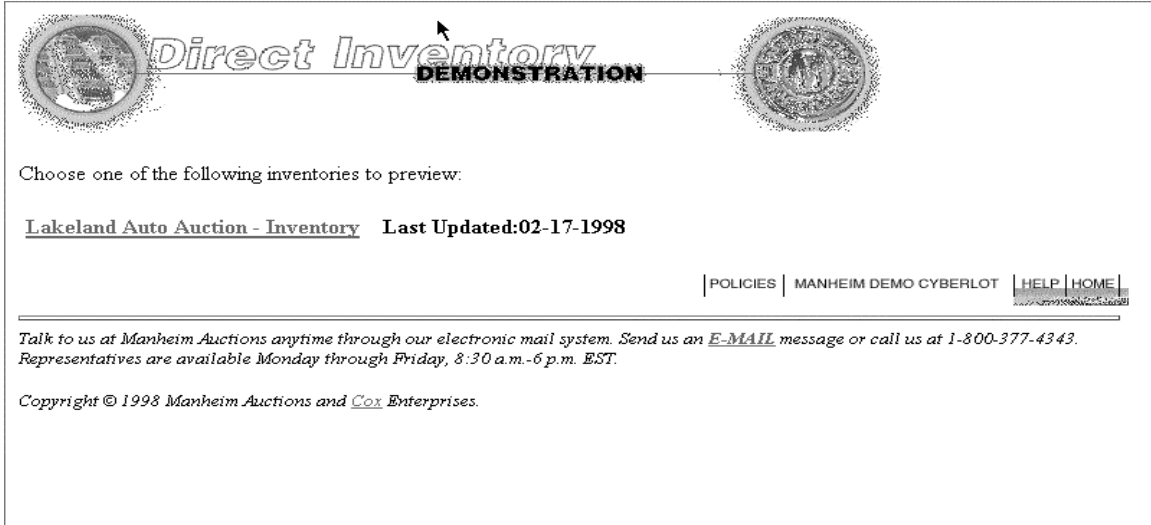 Direct Inventory
DEMONSTRATION
Choose one of the following inventories to preview:
Lakeland Auto Auction - Inventory Last Updated:02-17-1998
POLICIES MANHEIM DEMO CYBERLOT HELP HOME
Talk to us at Manheim Auctions anytime through our electronic mail system. Send us an E-MAIL message or call us at 1-800-377-4343.
Representatives are available Monday through Friday, 8:30 a.m.-6 p.m. EST.
Copyright © 1998 Manheim Auctions and Cox Enterprises.